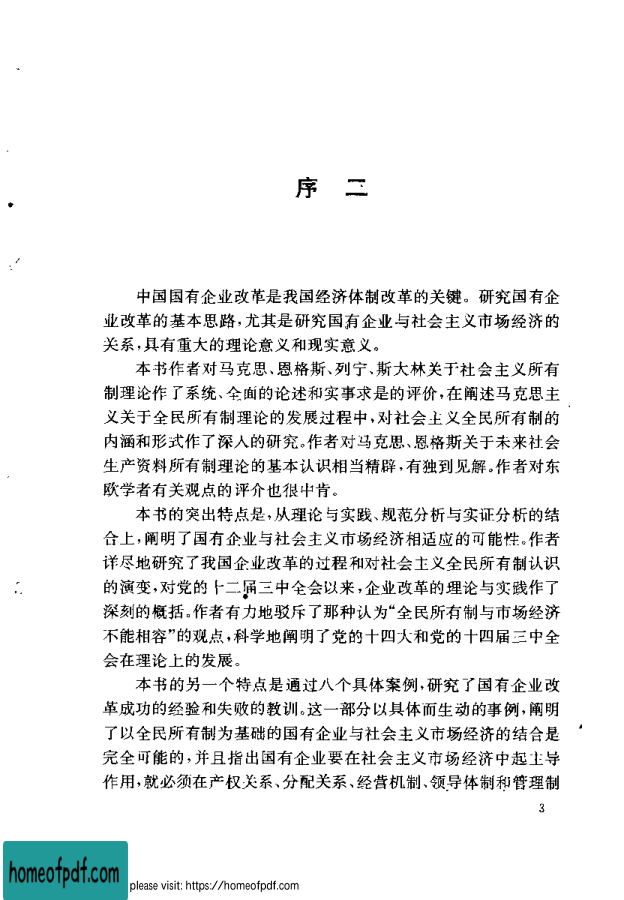 序 二
中国国有企业改革是我国经济体制改革的关键。研究国有企
业改革的基本思路，尤其是研究国有企业与社会主义市场经济的
关系，具有重大的理论意义和现实意义。
本书作者对马克思、恩格斯、列宁、斯大林关于社会主义所有
制理论作了系统、全面的论述和实事求是的评价，在阐述马克思主
义关于全民所有制理论的发展过程中，对社会主义全民所有制的
内涵和形式作了深入的研究。作者对马克思、恩格斯关于未来社会
生产资料所有制理论的基本认识相当精辟，有独到见解。作者对东
欧学者有关观点的评介也很中肯。
本书的突出特点是，从理论与实践、规范分析与实证分析的结
合上，阐明了国有企业与社会主义市场经济相适应的可能性。作者
详尽地研究了我国企业改革的过程和对社会主义全民所有制认识
的演变，对党的十二届三中全会以来，企业改革的理论与实践作了
深刻的概括。作者有力地驳斥了那种认为“全民所有制与市场经济
不能相容”的观点，科学地阐明了党的十四大和党的十四届三中全
会在理论上的发展。
本书的另一个特点是通过八个具体案例，研究了国有企业改
革成功的经验和失败的教训。这一部分以具体而生动的事例，阐明
了以全民所有制为基础的国有企业与社会主义市场经济的结合是
完全可能的，并且指出国有企业要在社会主义市场经济中起主导
作用，就必须在产权关系、分配关系、经营机制、领导体制和管理制
3
homeofpdf.com
please visit: https://homeofpdf.com